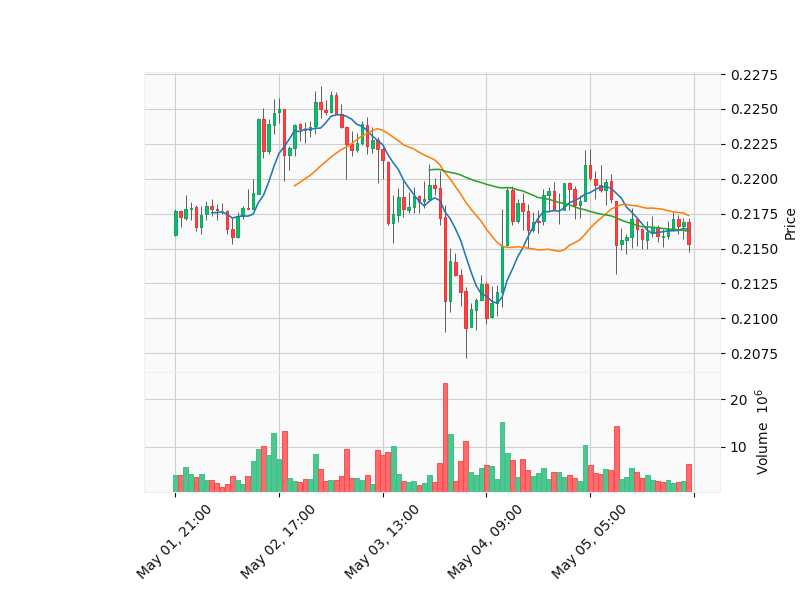 0.2275
0.2250
0.2225
0.2200
0.2175
0.2150
0.2125
0.2100
0.2075
Price
20
10
Volume 10^6
May 01, 21:00
May 02, 17:00
May 03, 13:00
May 04, 09:00
May 05, 05:00